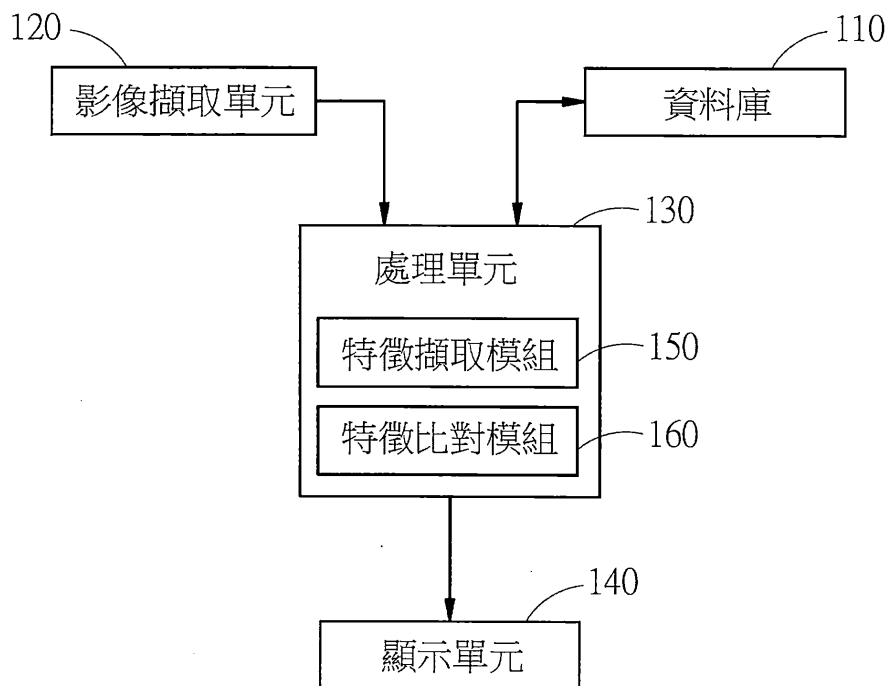 120
110
影像擷取單元
資料庫
130
處理單元
特徵擷取模組
150
特徵比對模組
160
140
顯示單元